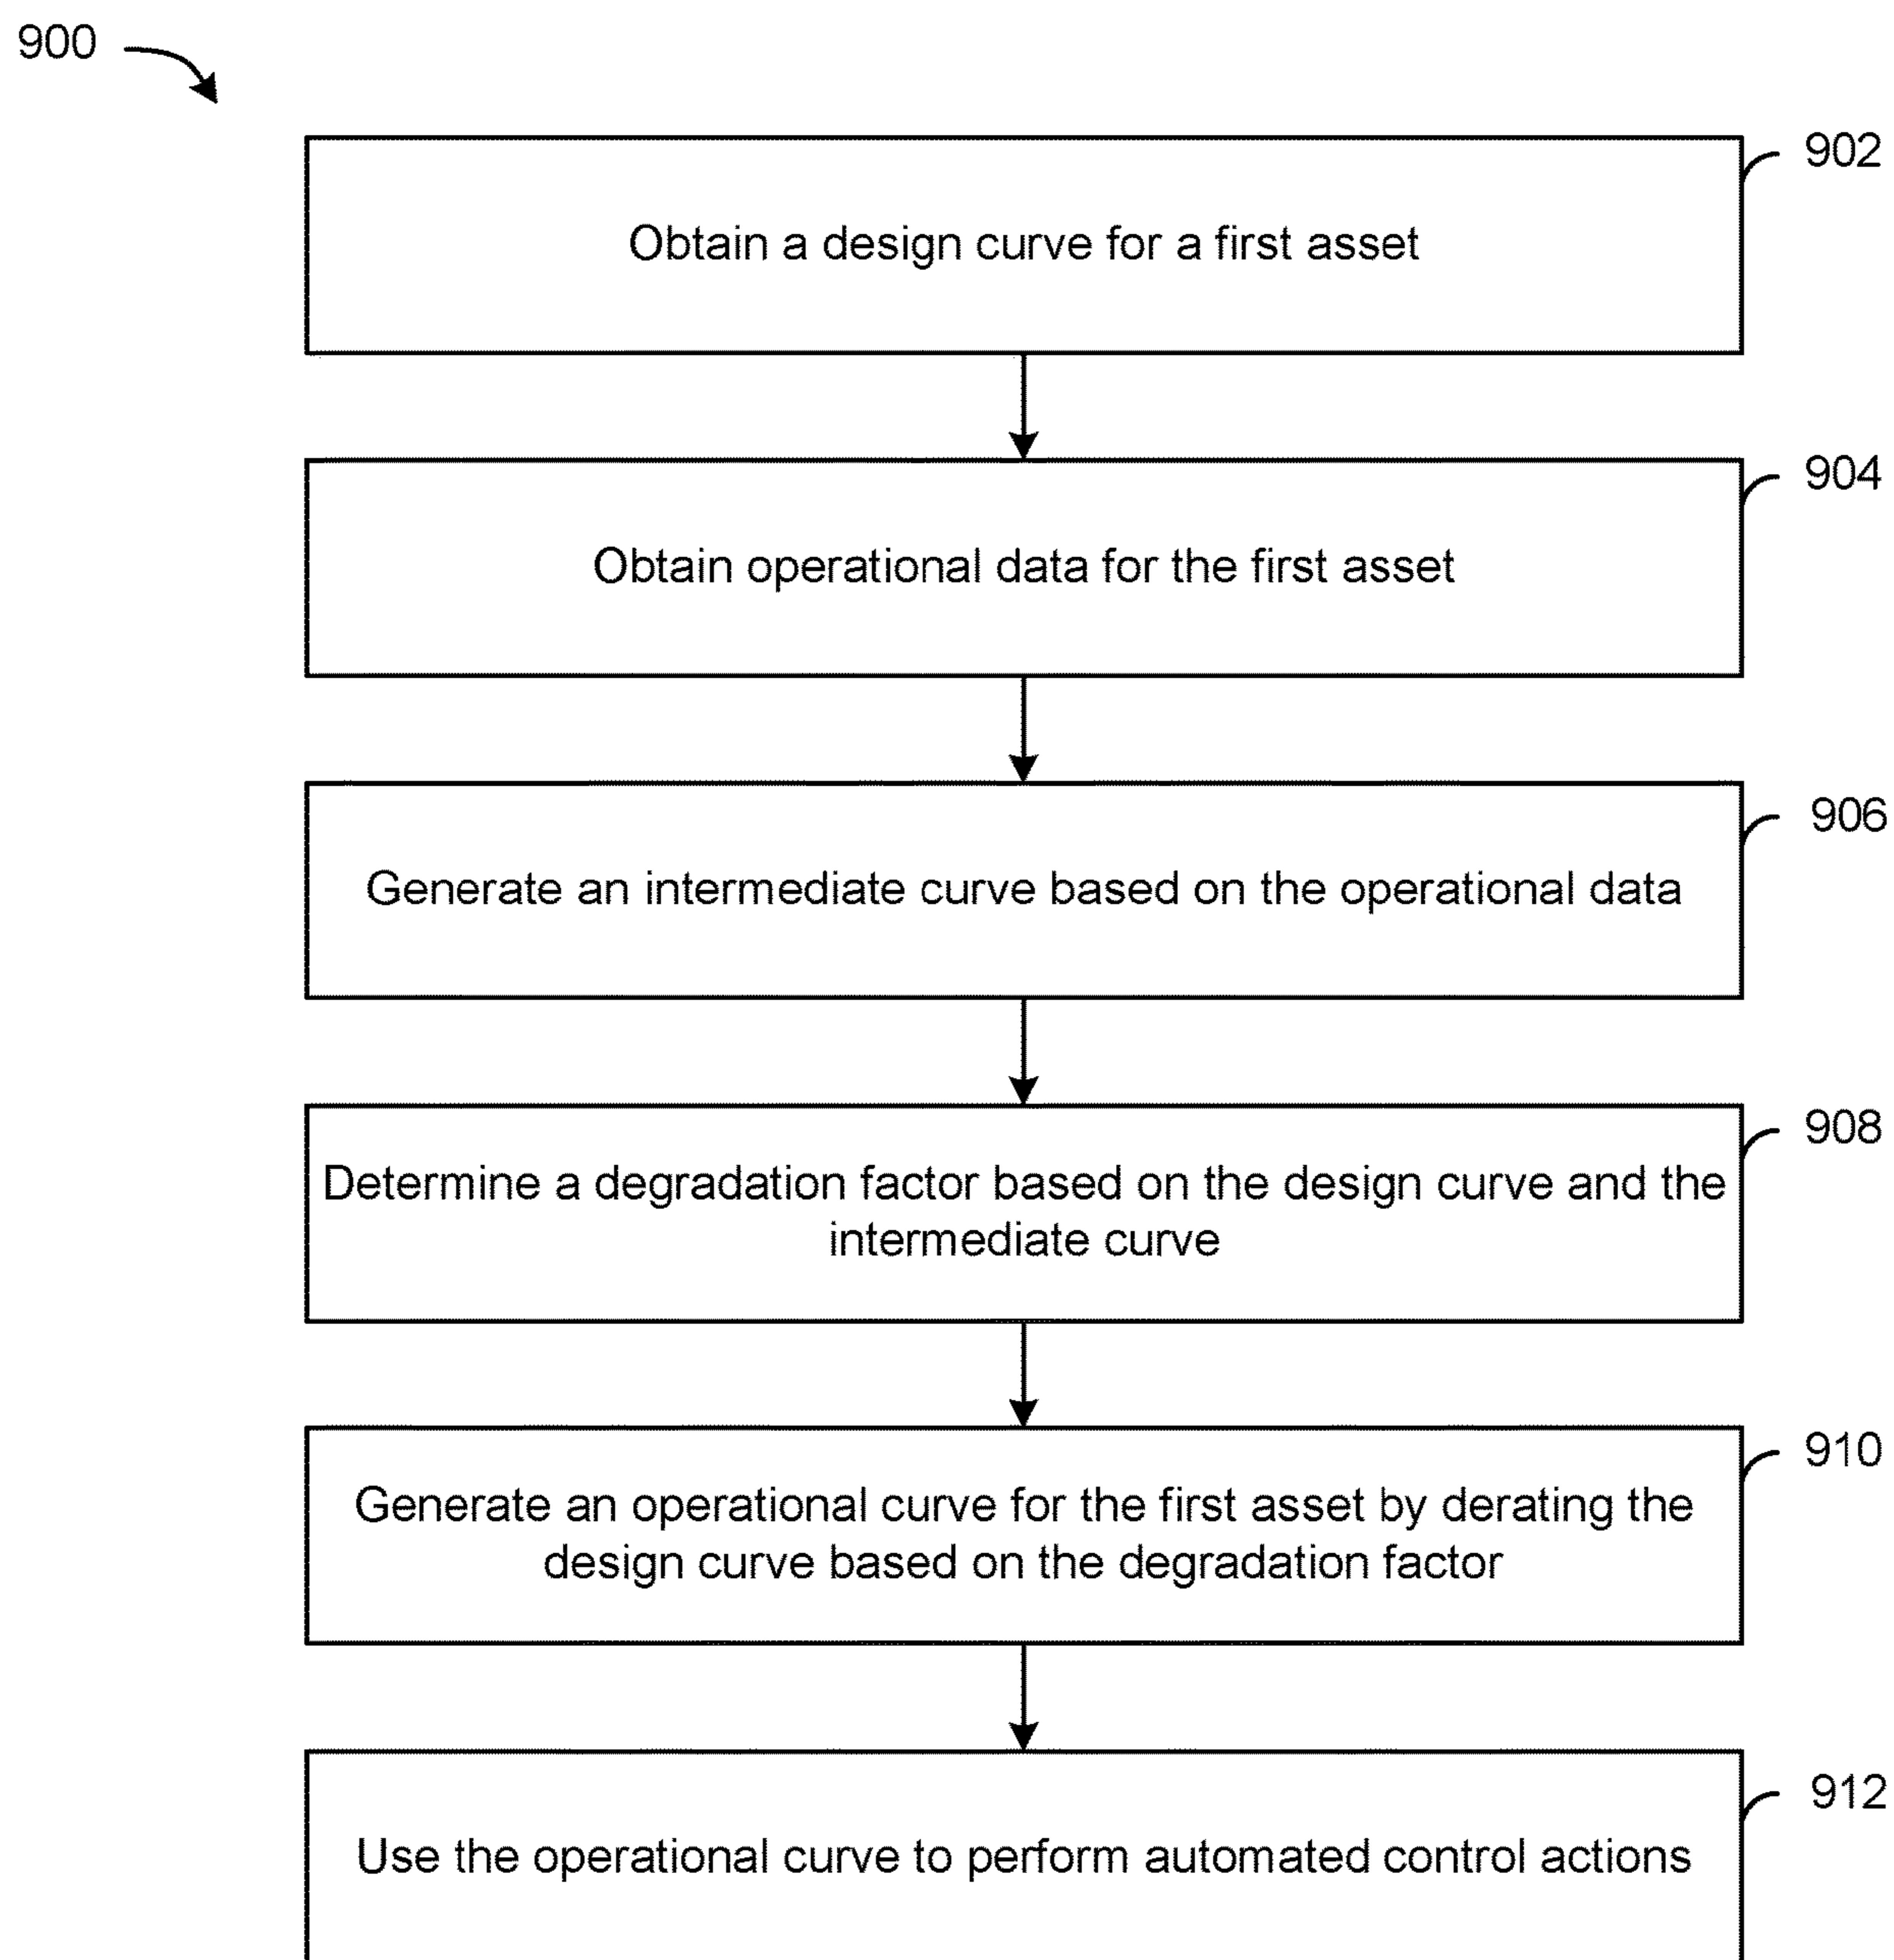 900
902
Obtain a design curve for a first asset
904
Obtain operational data for the first asset
906
Generate an intermediate curve based on the operational data
908
Determine a degradation factor based on the design curve and the
intermediate curve
910
Generate an operational curve for the first asset by derating the
design curve based on the degradation factor
912
Use the operational curve to perform automated control actions